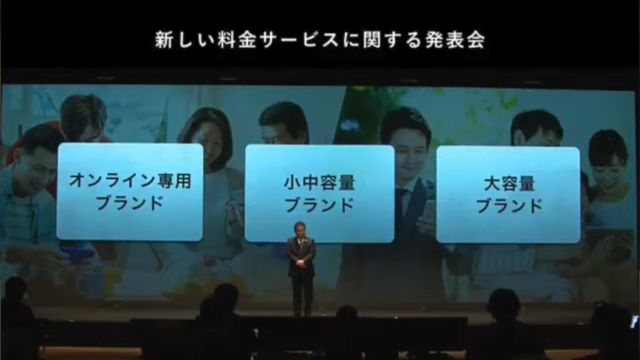 新しい料金サービスに関する発表会
オンライン専用
ブランド
小中容量
ブランド
大容量
ブランド